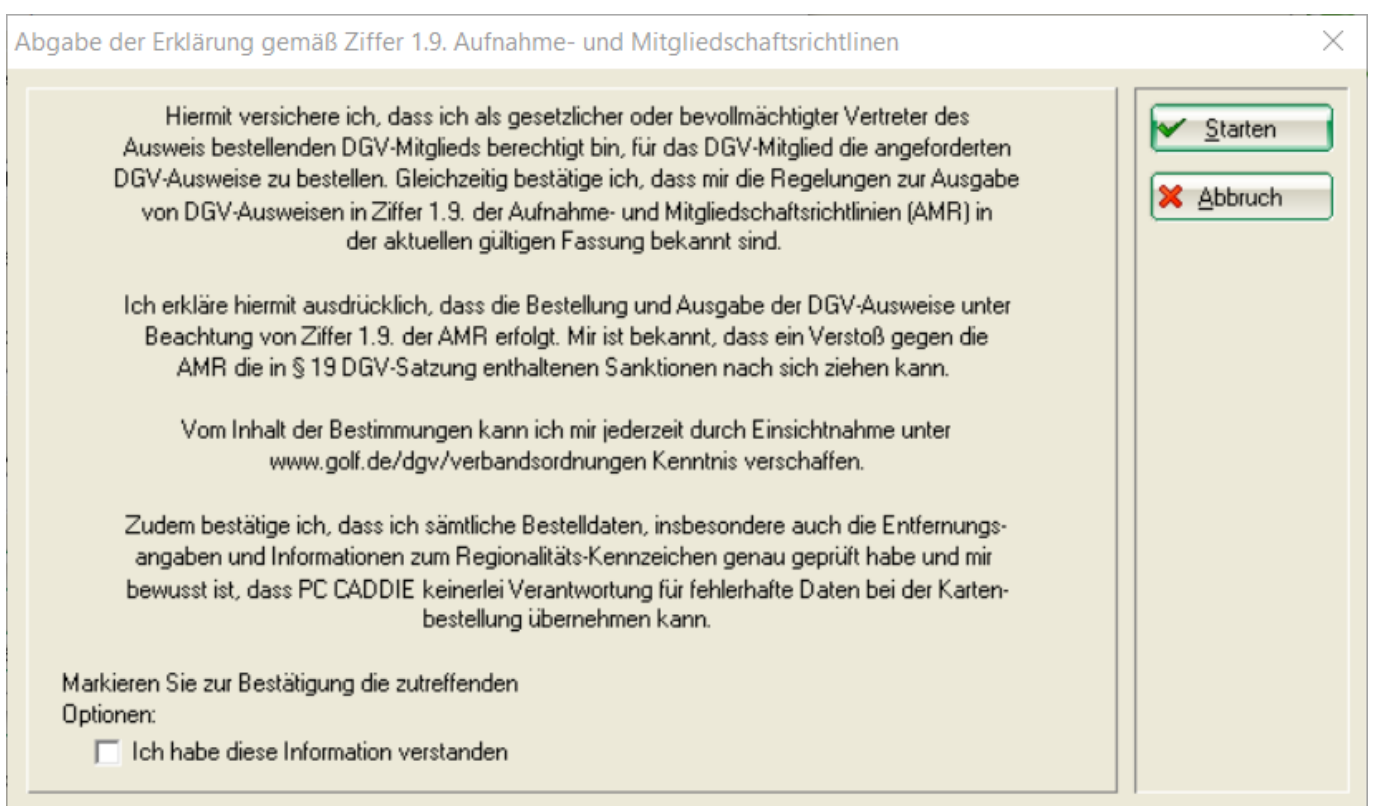 Abgabe der Erklärung gemäß Ziffer 1.9. Aufnahme- und Mitgliedschaftsrichtlinen
Hiermit versichere ich, dass ich als gesetzlicher oder bevollmächtigter Vertreter des
Ausweis bestellenden DGV-Mitglieds berechtigt bin, für das DGV-Mitglied die angeforderten
DGV-Ausweise zu bestellen. Gleichzeitig bestätige ich, dass mir die Regelungen zur Ausgabe
von DGV-Ausweisen in Ziffer 1.9. der Aufnahme- und Mitgliedschaftsrichtlinien (AMR) in
der aktuellen gültigen Fassung bekannt sind.
Ich erkläre hiermit ausdrücklich, dass die Bestellung und Ausgabe der DGV-Ausweise unter
Beachtung von Ziffer 1.9. der AMR erfolgt. Mir ist bekannt, dass ein Verstoß gegen die
AMR die in § 19 DGV-Satzung enthaltenen Sanktionen nach sich ziehen kann.
Vom Inhalt der Bestimmungen kann ich mir jederzeit durch Einsichtnahme unter
www.golf.de/dgv/verbandsordnungen Kenntnis verschaffen.
Zudem bestätige ich, dass ich sämtliche Bestelldaten, insbesondere auch die Entfernungs-
angaben und Informationen zum Regionalitäts-Kennzeichen genau geprüft habe und mir
bewusst ist, dass PC CADDIE keinerlei Verantwortung für fehlerhafte Daten bei der Karten-
bestellung übernehmen kann.
Markieren Sie zur Bestätigung die zutreffenden
Optionen:
Ich habe diese Information verstanden
Starten
Abbruch